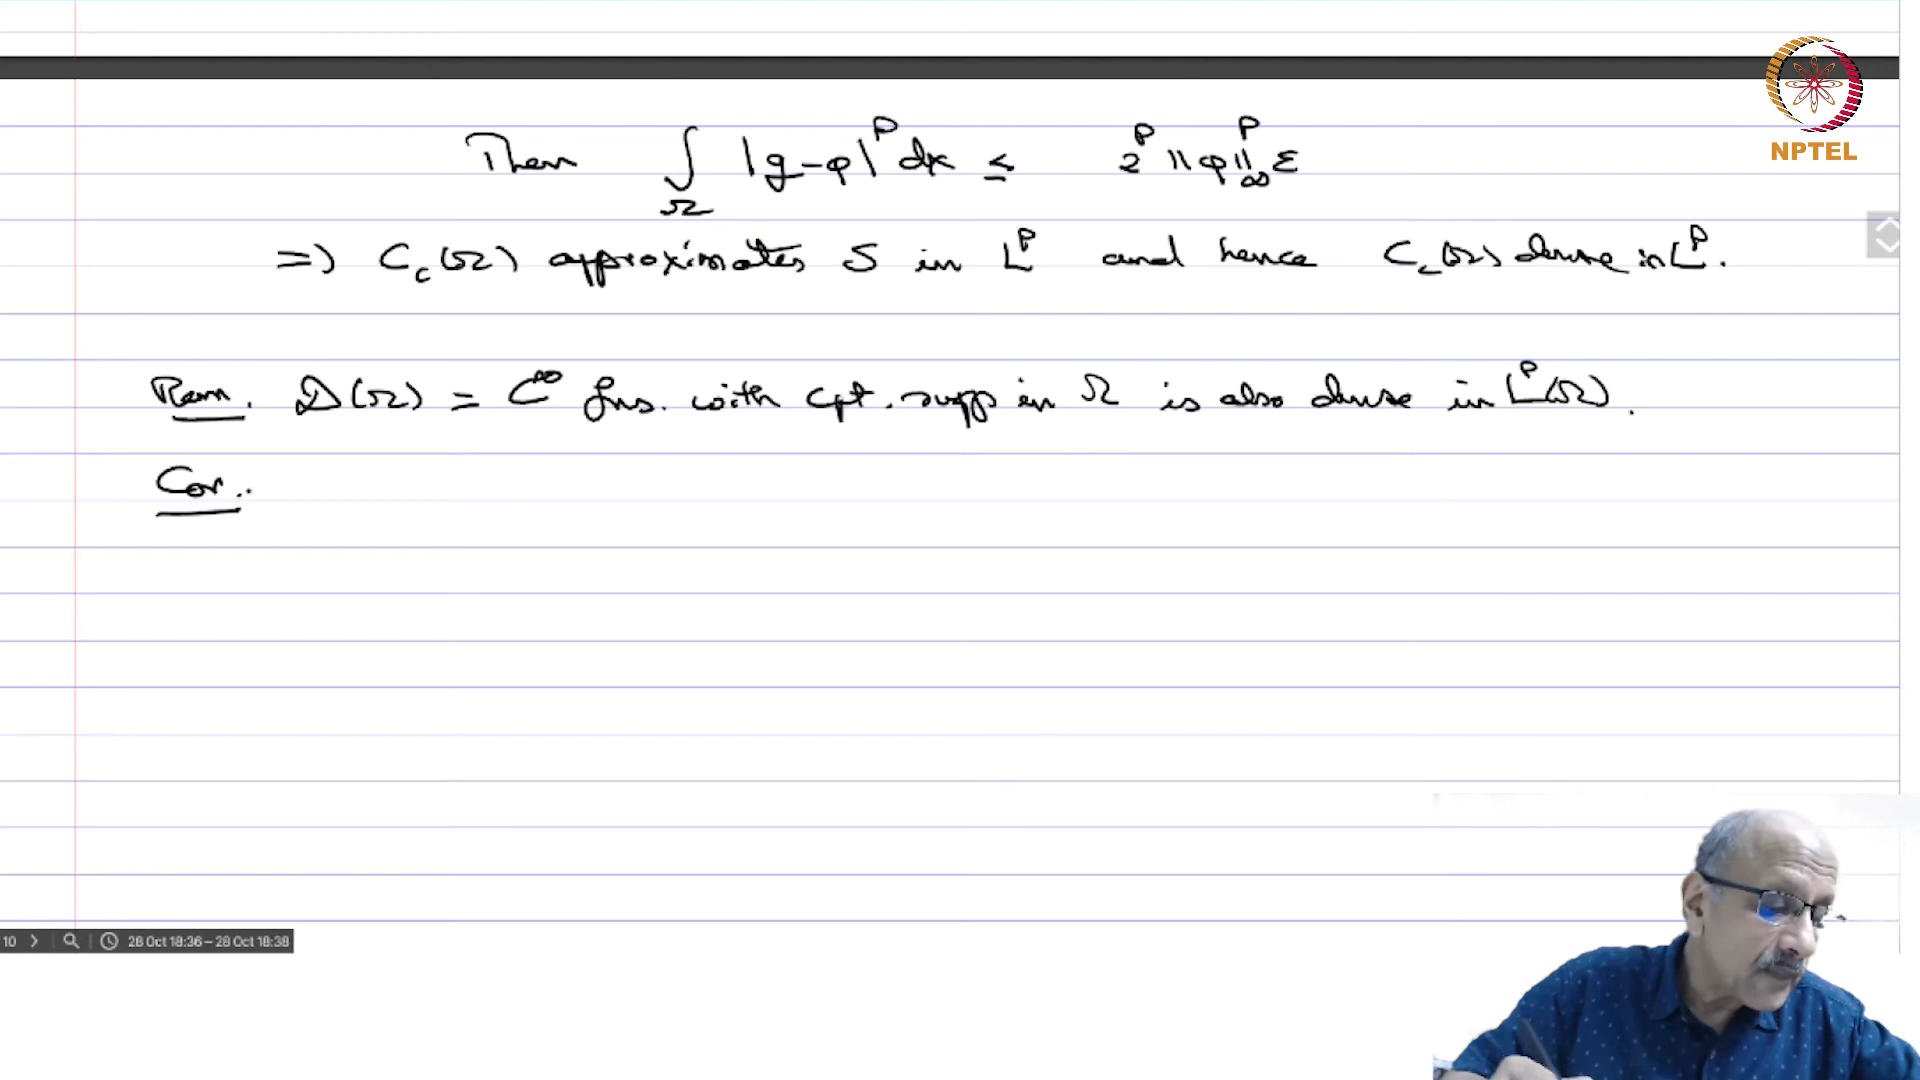 NPTEL
Then ∫_Ω |g-φ|^p dx ≤ 2^p ||φ||_∞^p ε
=> C_c(Ω) approximates S in L^p and hence C_c(Ω) dense in L^p.
Rem. D(Ω) = C^∞ fns. with cpt. supp in Ω is also dense in L^p(Ω).
Cor..
10 28 Oct 18:36 – 28 Oct 18:38